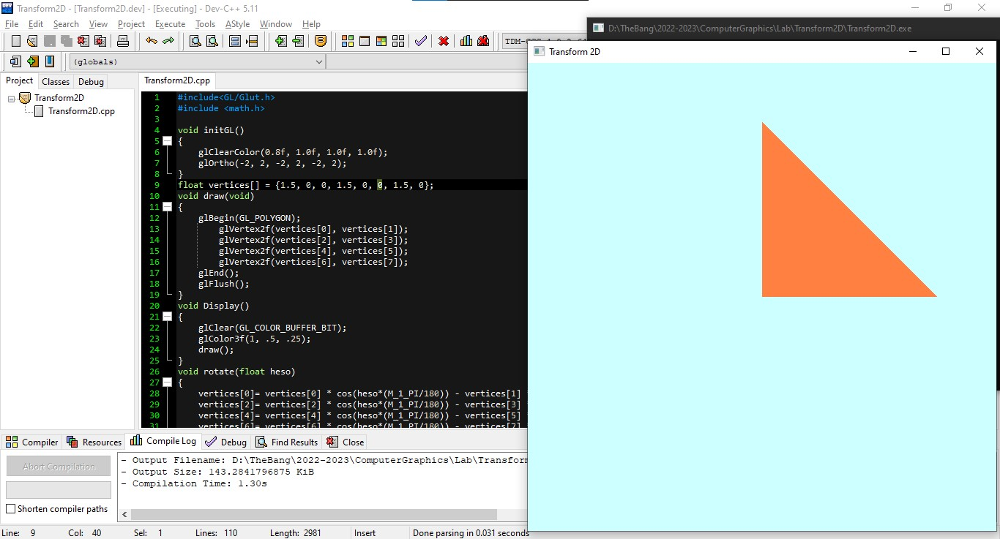 Transform2D - [Transform2D.dev] - [Executing] - Dev-C++ 5.11
File Edit Search View Project Execute Tools AStyle Window Help
(globals)
Project Classes Debug
Transform2D
Transform2D.cpp
Transform2D.cpp
1 #include<GL/Glut.h>
2 #include <math.h>
3
4 void initGL()
5 {
6 glClearColor(0.8f, 1.0f, 1.0f, 1.0f);
7 glOrtho(-2, 2, -2, 2, -2, 2);
8 }
9 float vertices[] = {1.5, 0, 0, 1.5, 0, 0, 1.5, 0};
10 void draw(void)
11 {
12 glBegin(GL_POLYGON);
13 glVertex2f(vertices[0], vertices[1]);
14 glVertex2f(vertices[2], vertices[3]);
15 glVertex2f(vertices[4], vertices[5]);
16 glVertex2f(vertices[6], vertices[7]);
17 glEnd();
18 glFlush();
19 }
20 void Display()
21 {
22 glClear(GL_COLOR_BUFFER_BIT);
23 glColor3f(1, .5, .25);
24 draw();
25 }
26 void rotate(float heso)
27 {
28 vertices[0]= vertices[0] * cos(heso*(M_1_PI/180)) - vertices[1]
29 vertices[2]= vertices[2] * cos(heso*(M_1_PI/180)) - vertices[3]
30 vertices[4]= vertices[4] * cos(heso*(M_1_PI/180)) - vertices[5]
31 vertices[6]= vertices[6] * cos(heso*(M_1_PI/180)) - vertices[7]
Compiler Resources Compile Log Debug Find Results Close
Abort Compilation
Shorten compiler paths
- Output Filename: D:\TheBang\2022-2023\ComputerGraphics\Lab\Transform
- Output Size: 143.2841796875 KiB
- Compilation Time: 1.30s
Line: 9 Col: 40 Sel: 1 Lines: 110 Length: 2981 Insert Done parsing in 0.031 seconds
D:\TheBang\2022-2023\ComputerGraphics\Lab\Transform2D\Transform2D.exe
Transform 2D